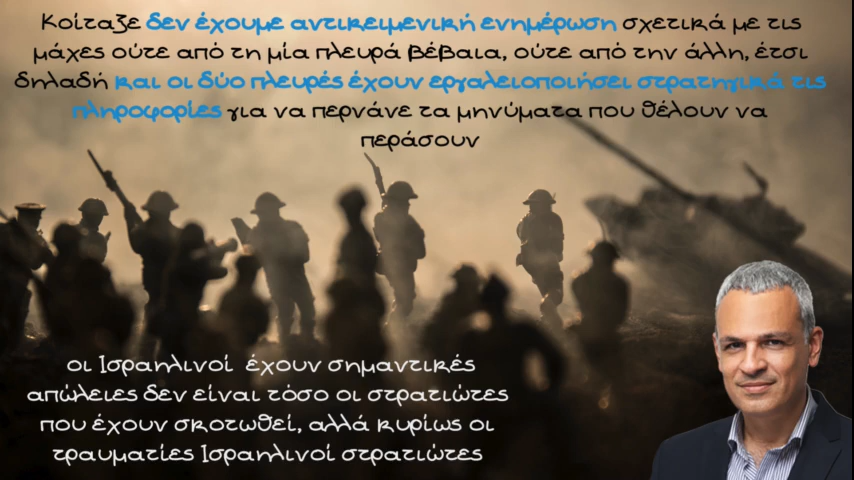 Κοίταξε δεν έχουμε αντικειμενική ενημέρωση σχετικά με τις
μάχες ούτε από τη μία πλευρά βέβαια, ούτε από την άλλη, έτσι
δηλαδή και οι δύο πλευρές έχουν εργαλειοποιήσει στρατηγικά τις
πληροφορίες για να περνάνε τα μηνύματα που θέλουν να
περάσουν
οι Ισραηλινοί έχουν σημαντικές
απώλειες δεν είναι τόσο οι στρατιώτες
που έχουν σκοτωθεί, αλλά κυρίως οι
τραυματίες Ισραηλινοί στρατιώτες